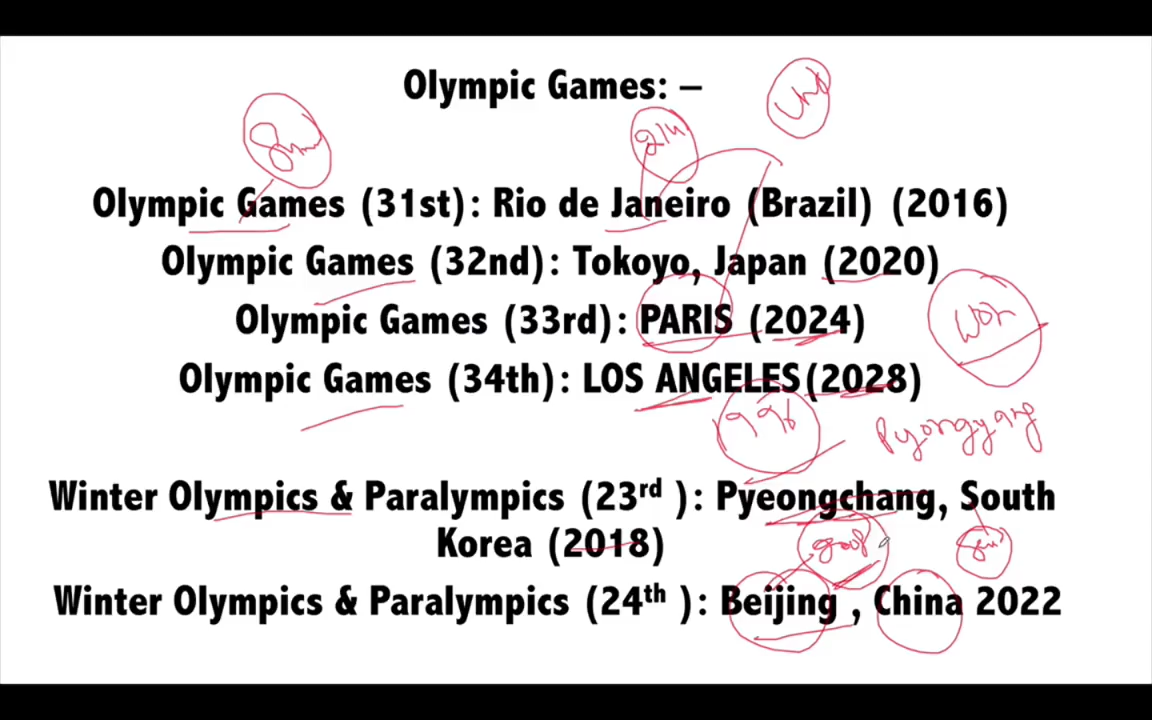 Olympic Games: –
Olympic Games (31st): Rio de Janeiro (Brazil) (2016)
Olympic Games (32nd): Tokoyo, Japan (2020)
Olympic Games (33rd): PARIS (2024)
Olympic Games (34th): LOS ANGELES (2028)
Pyongyang
Winter Olympics & Paralympics (23rd ): Pyeongchang, South
Korea (2018)
Winter Olympics & Paralympics (24th ): Beijing , China 2022